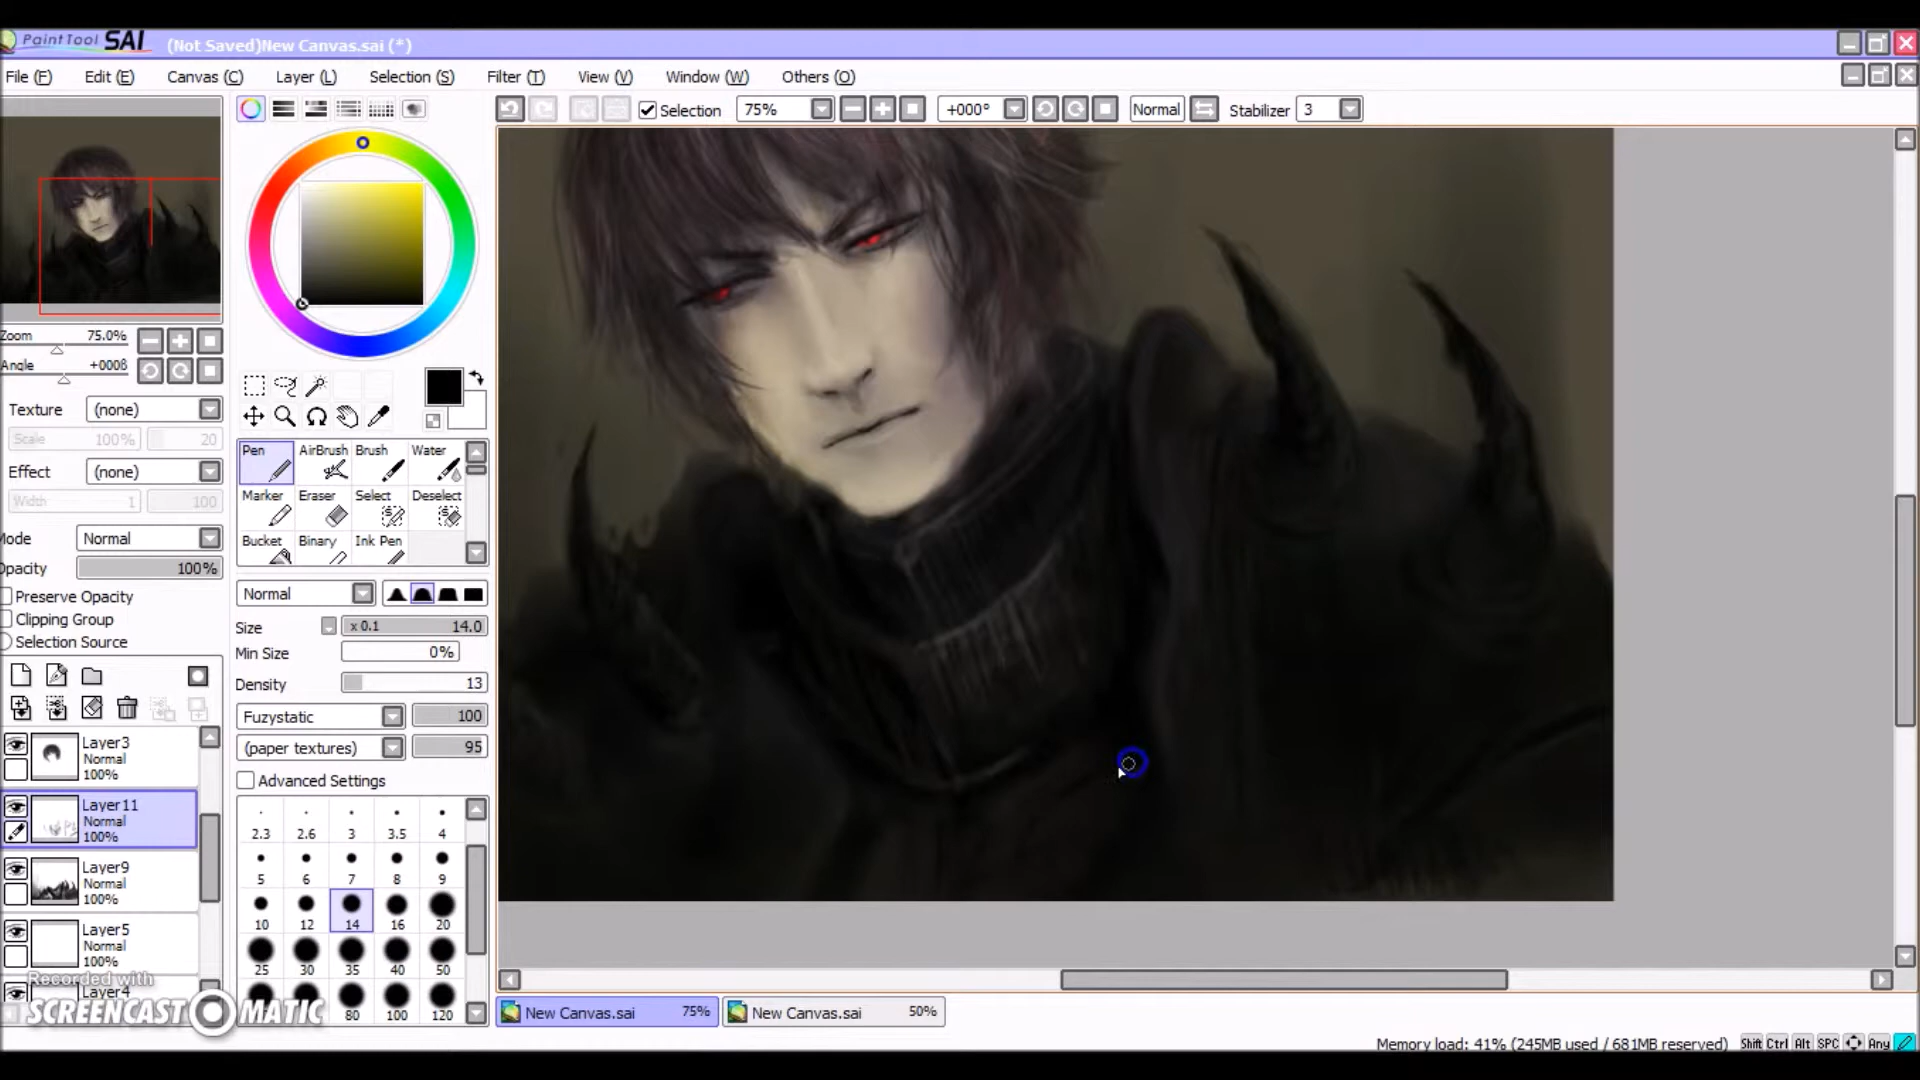 PaintTool SAI (Not Saved)New Canvas.sai (*)
File (F) Edit (E) Canvas (C) Layer (L) Selection (S) Filter (T) View (V) Window (W) Others (O)
Selection 75% +000° Normal Stabilizer 3
Zoom 75.0%
Angle +0008
Texture (none)
Scale 100% 20
Effect (none)
Width 1 100
Mode Normal
Opacity 100%
Preserve Opacity
Clipping Group
Selection Source
Layer3
Normal
100%
Layer11
Normal
100%
Layer9
Normal
100%
Layer5
Normal
100%
Layer4
Pen AirBrush Brush Water
Marker Eraser Select Deselect
Bucket Binary Ink Pen
Normal
Size x 0.1 14.0
Min Size 0%
Density 13
Fuzystatic 100
(paper textures) 95
Advanced Settings
2.3 2.6 3 3.5 4
5 6 7 8 9
10 12 14 16 20
25 30 35 40 50
80 100 120
Recorded with
SCREENCAST MATIC
New Canvas.sai 75% New Canvas.sai 50%
Memory load: 41% (245MB used / 681MB reserved) Shift Ctrl Alt SPC Any